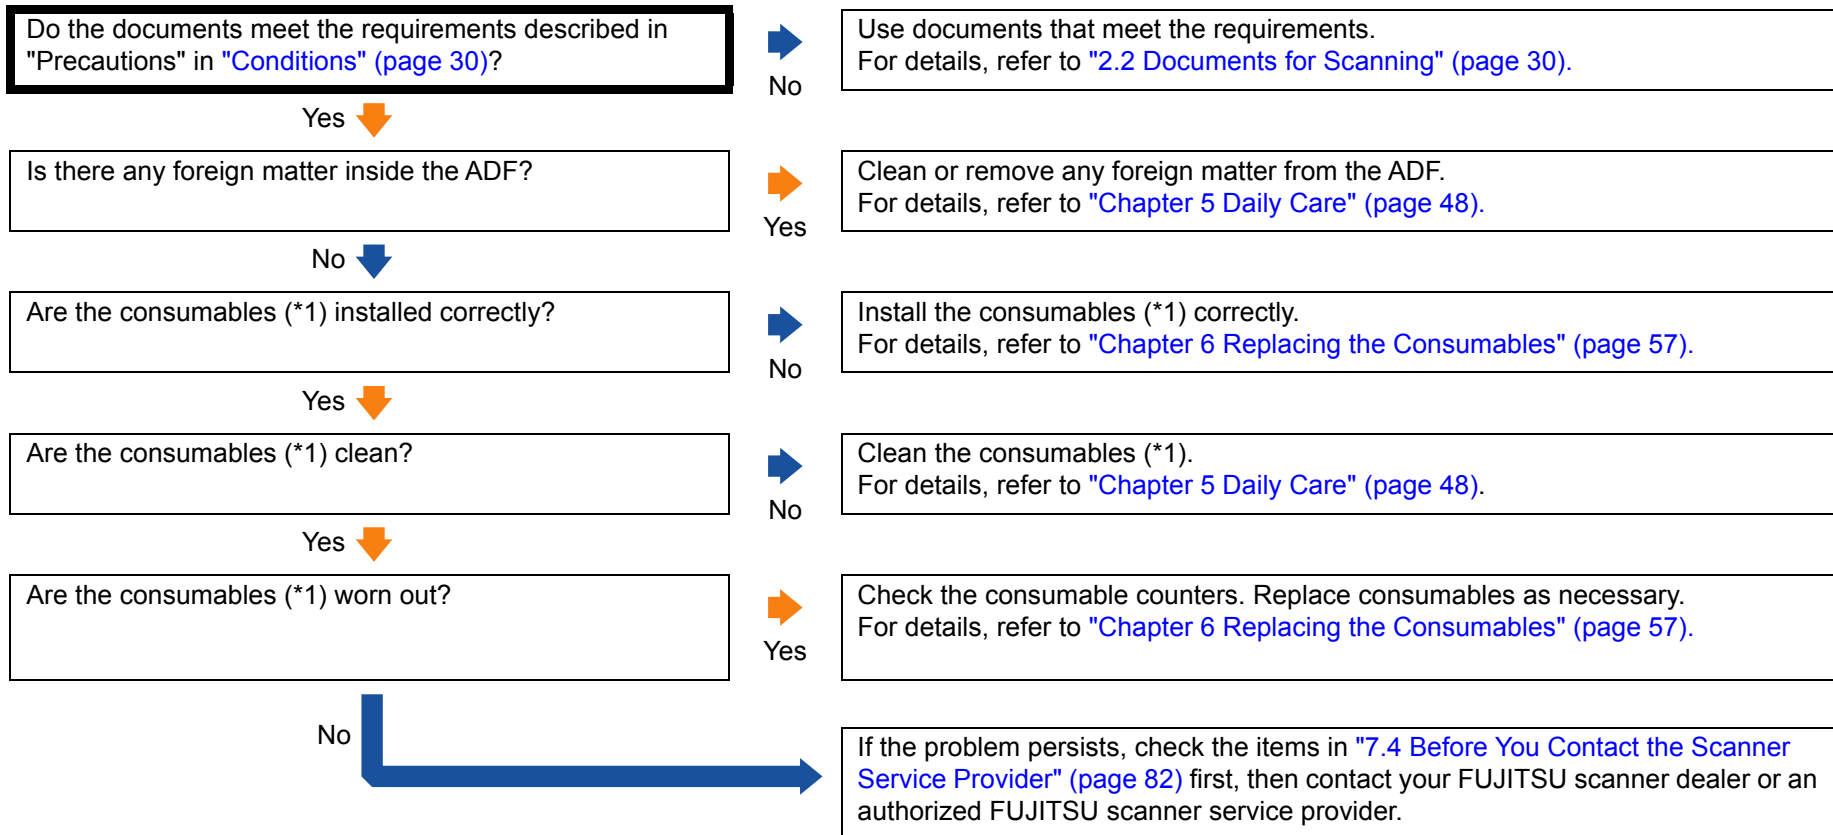 Do the documents meet the requirements described in
"Precautions" in "Conditions" (page 30)?
No
Use documents that meet the requirements.
For details, refer to "2.2 Documents for Scanning" (page 30).
Yes
Is there any foreign matter inside the ADF?
Yes
Clean or remove any foreign matter from the ADF.
For details, refer to "Chapter 5 Daily Care" (page 48).
No
Are the consumables (*1) installed correctly?
No
Install the consumables (*1) correctly.
For details, refer to "Chapter 6 Replacing the Consumables" (page 57).
Yes
Are the consumables (*1) clean?
No
Clean the consumables (*1).
For details, refer to "Chapter 5 Daily Care" (page 48).
Yes
Are the consumables (*1) worn out?
Yes
Check the consumable counters. Replace consumables as necessary.
For details, refer to "Chapter 6 Replacing the Consumables" (page 57).
No
If the problem persists, check the items in "7.4 Before You Contact the Scanner
Service Provider" (page 82) first, then contact your FUJITSU scanner dealer or an
authorized FUJITSU scanner service provider.